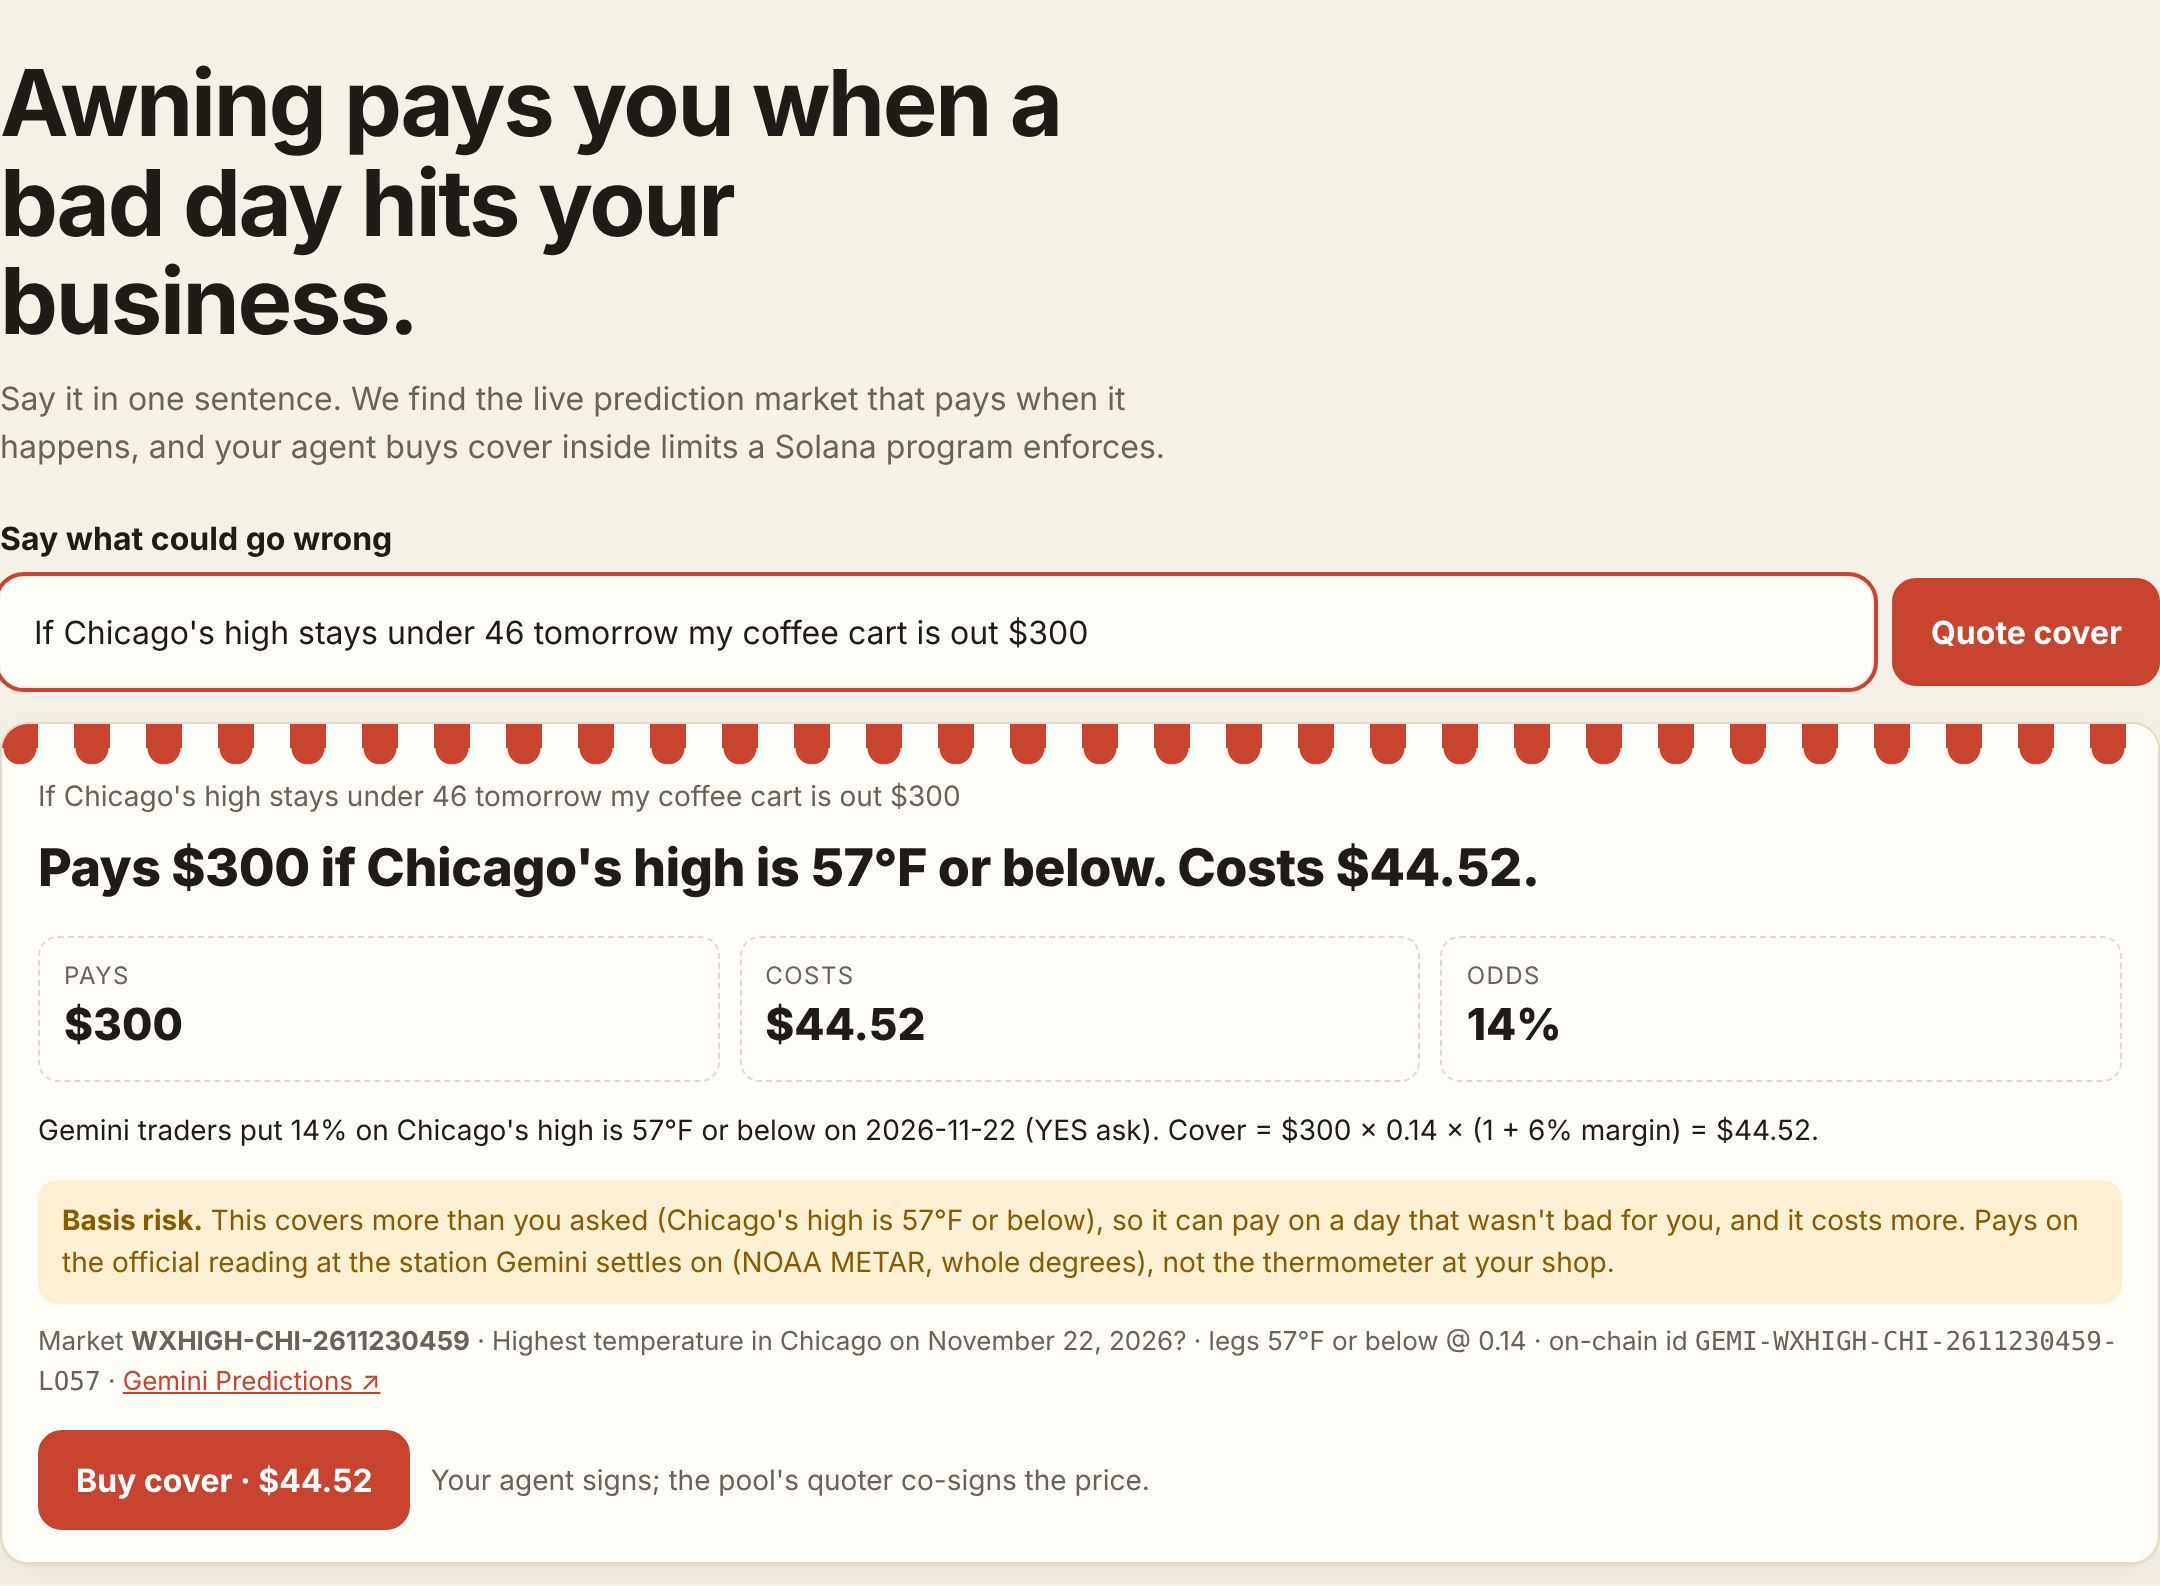 Awning pays you when a
bad day hits your
business.
Say it in one sentence. We find the live prediction market that pays when it
happens, and your agent buys cover inside limits a Solana program enforces.
Say what could go wrong
If Chicago's high stays under 46 tomorrow my coffee cart is out $300
Quote cover
If Chicago's high stays under 46 tomorrow my coffee cart is out $300
Pays $300 if Chicago's high is 57°F or below. Costs $44.52.
PAYS
$300
COSTS
$44.52
ODDS
14%
Gemini traders put 14% on Chicago's high is 57°F or below on 2026-11-22 (YES ask). Cover = $300 × 0.14 × (1 + 6% margin) = $44.52.
Basis risk. This covers more than you asked (Chicago's high is 57°F or below), so it can pay on a day that wasn't bad for you, and it costs more. Pays on
the official reading at the station Gemini settles on (NOAA METAR, whole degrees), not the thermometer at your shop.
Market WXHIGH-CHI-2611230459 · Highest temperature in Chicago on November 22, 2026? · legs 57°F or below @ 0.14 · on-chain id GEMI-WXHIGH-CHI-2611230459-
L057 · Gemini Predictions ↗
Buy cover · $44.52
Your agent signs; the pool's quoter co-signs the price.